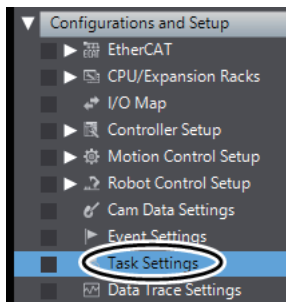 Configurations and Setup
EtherCAT
CPU/Expansion Racks
I/O Map
Controller Setup
Motion Control Setup
Robot Control Setup
Cam Data Settings
Event Settings
Task Settings
Data Trace Settings